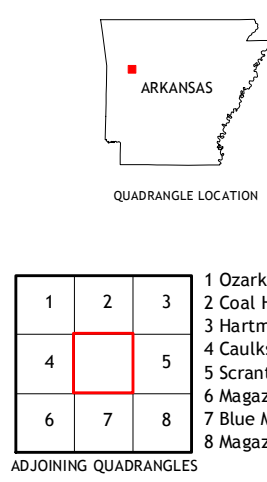 ARKANSAS
QUADRANGLE LOCATION
1 2 3
4 5
6 7 8
1 Ozark
2 Coal H
3 Hartm
4 Caulks
5 Scrant
6 Magaz
7 Blue M
8 Magaz
ADJOINING QUADRANGLES